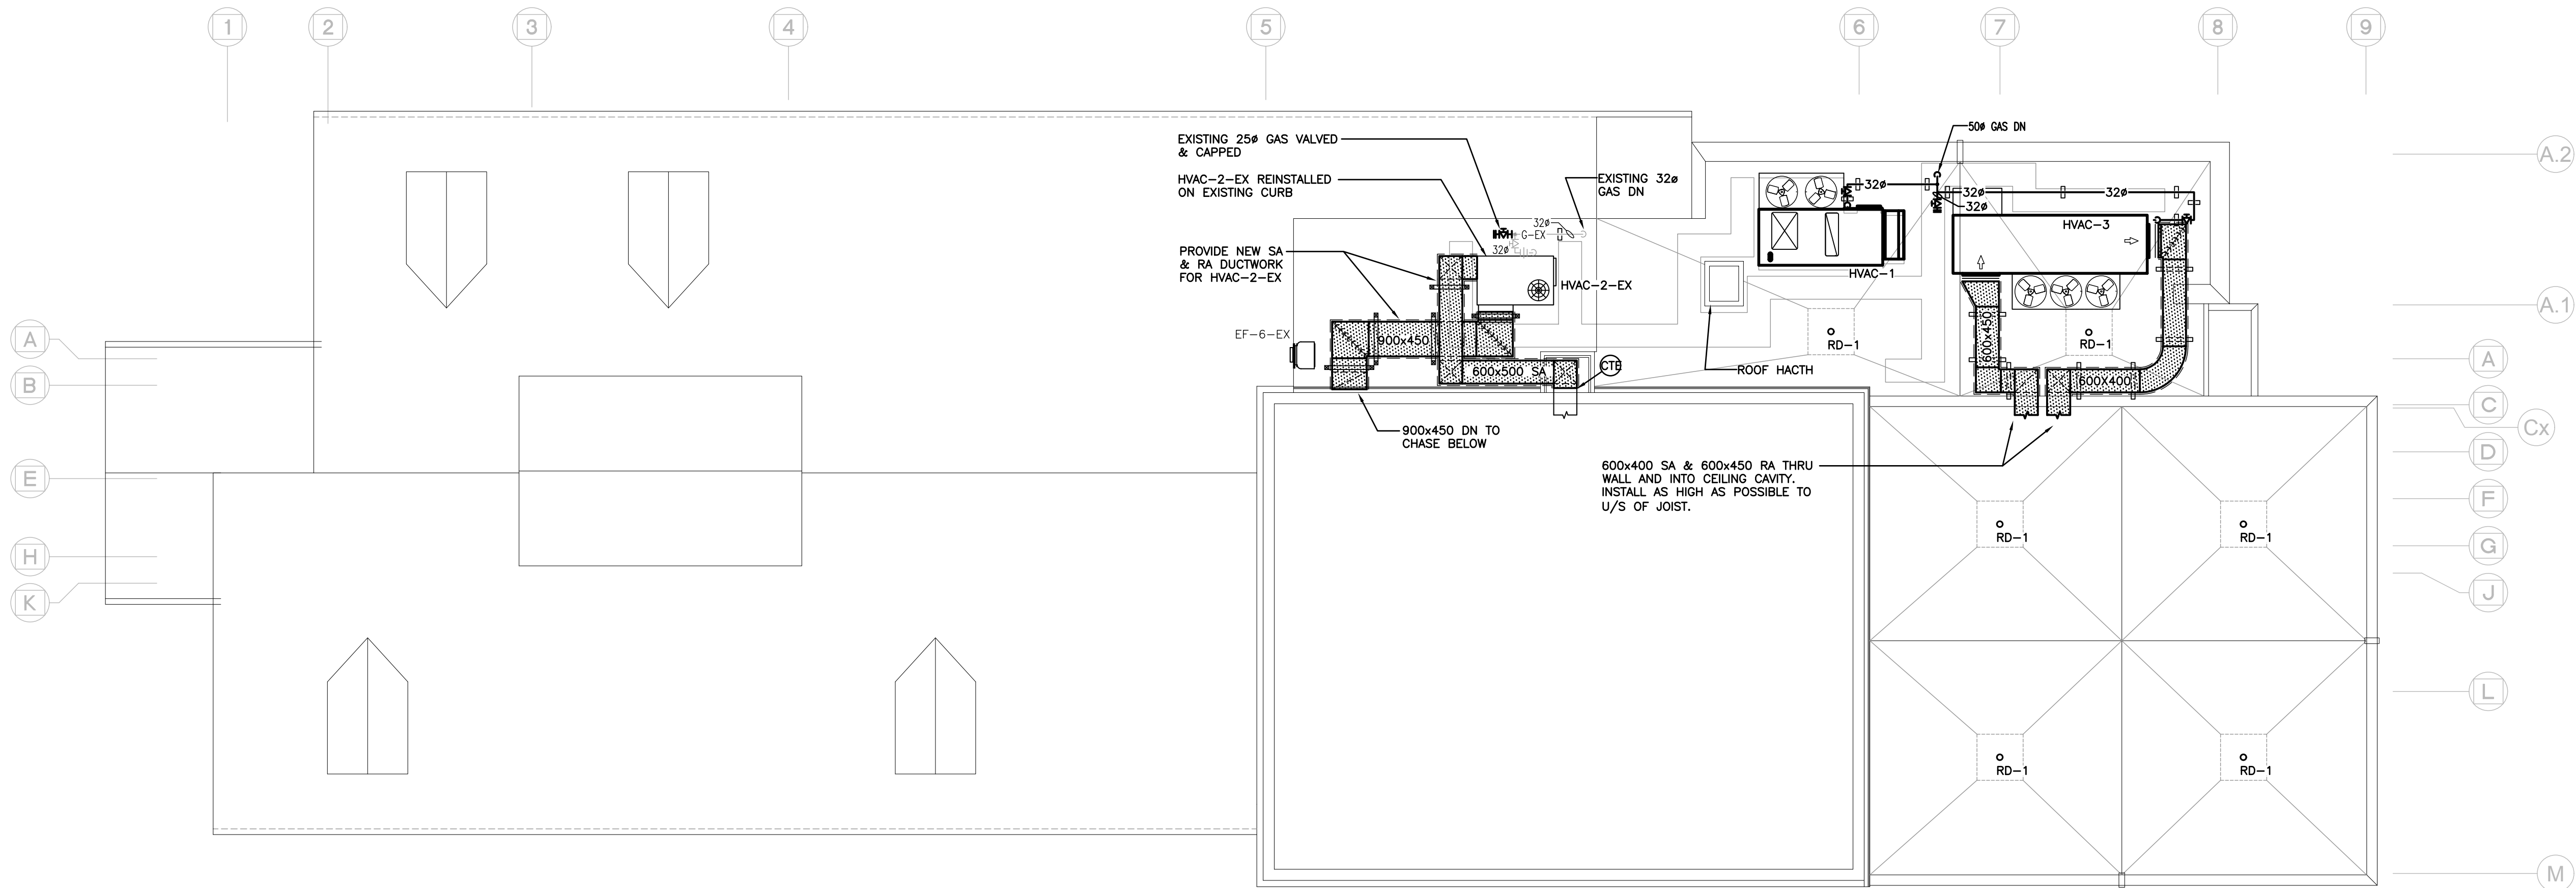 1
2
3
4
5
6
7
8
9
EXISTING 25ø GAS VALVED
& CAPPED
HVAC-2-EX REINSTALLED
ON EXISTING CURB
PROVIDE NEW SA
& RA DUCTWORK
FOR HVAC-2-EX
EXISTING 32ø
GAS DN
32ø
G-EX
32ø
HVAC-2-EX
EF-6-EX
900x450
600x500 SA
CTE
900x450 DN TO
CHASE BELOW
50ø GAS DN
32ø
32ø
32ø
32ø
HVAC-1
HVAC-3
ROOF HACTH
RD-1
RD-1
600x450
600X400
600x400 SA & 600x450 RA THRU
WALL AND INTO CEILING CAVITY.
INSTALL AS HIGH AS POSSIBLE TO
U/S OF JOIST.
RD-1
RD-1
RD-1
RD-1
A
B
E
H
K
A.2
A.1
A
C
Cx
D
F
G
J
L
M